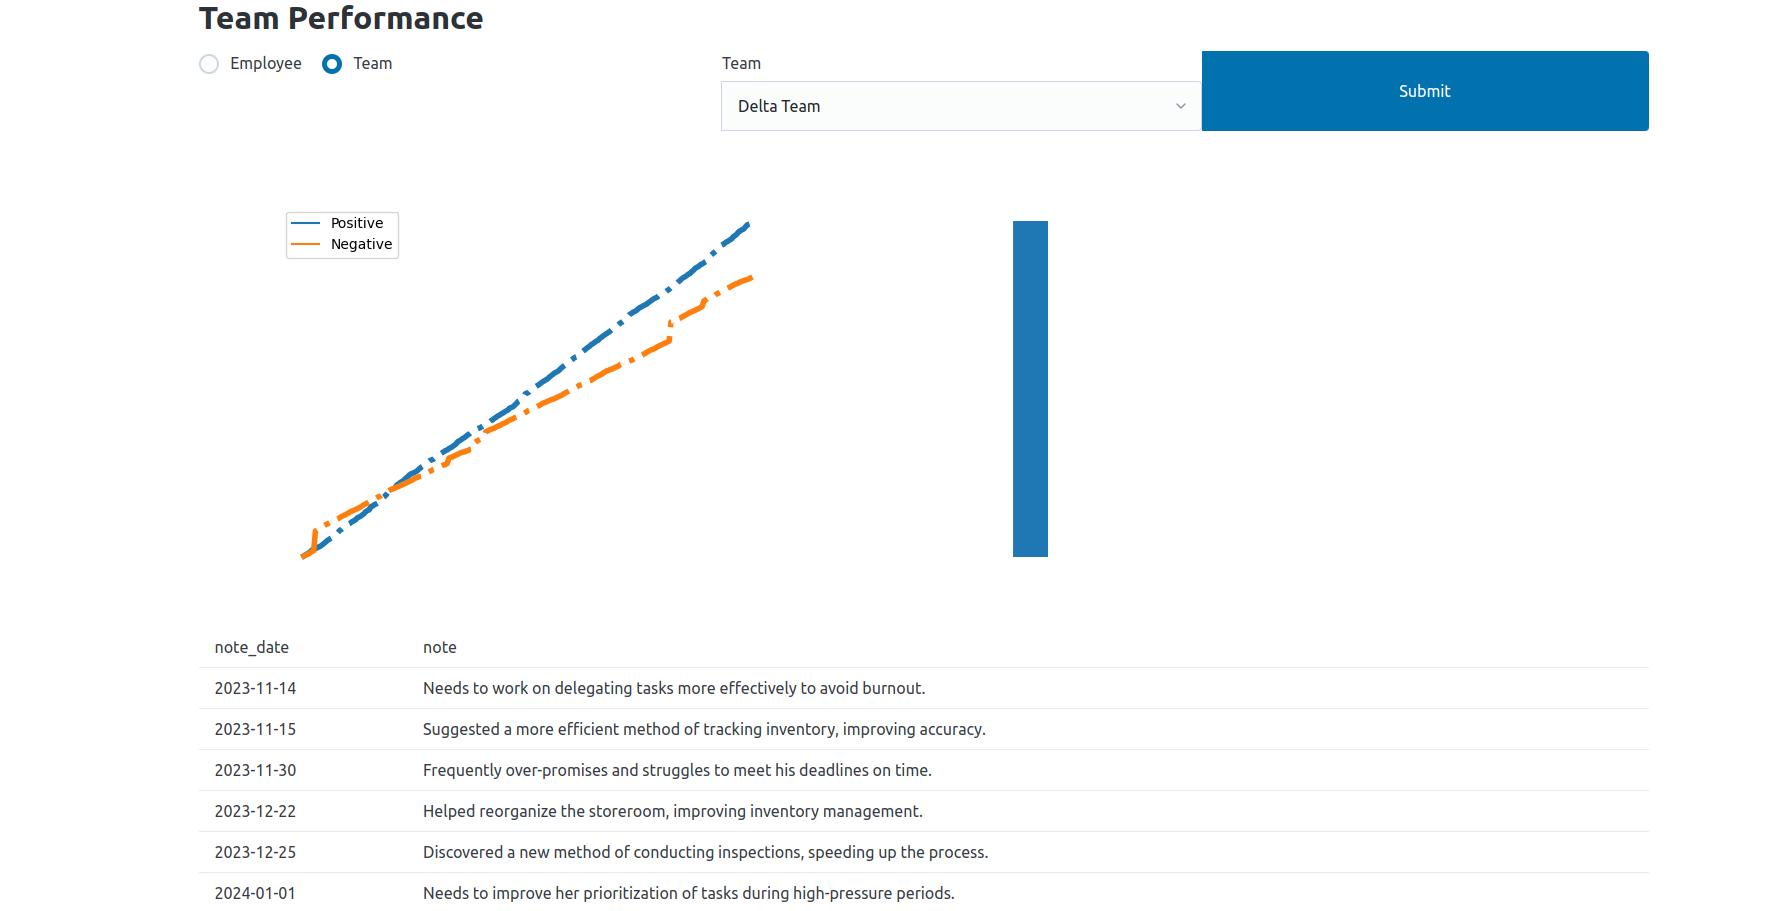 Team Performance
Employee Team
Team
Delta Team
Submit
Positive
Negative
note_date note
2023-11-14 Needs to work on delegating tasks more effectively to avoid burnout.
2023-11-15 Suggested a more efficient method of tracking inventory, improving accuracy.
2023-11-30 Frequently over-promises and struggles to meet his deadlines on time.
2023-12-22 Helped reorganize the storeroom, improving inventory management.
2023-12-25 Discovered a new method of conducting inspections, speeding up the process.
2024-01-01 Needs to improve her prioritization of tasks during high-pressure periods.